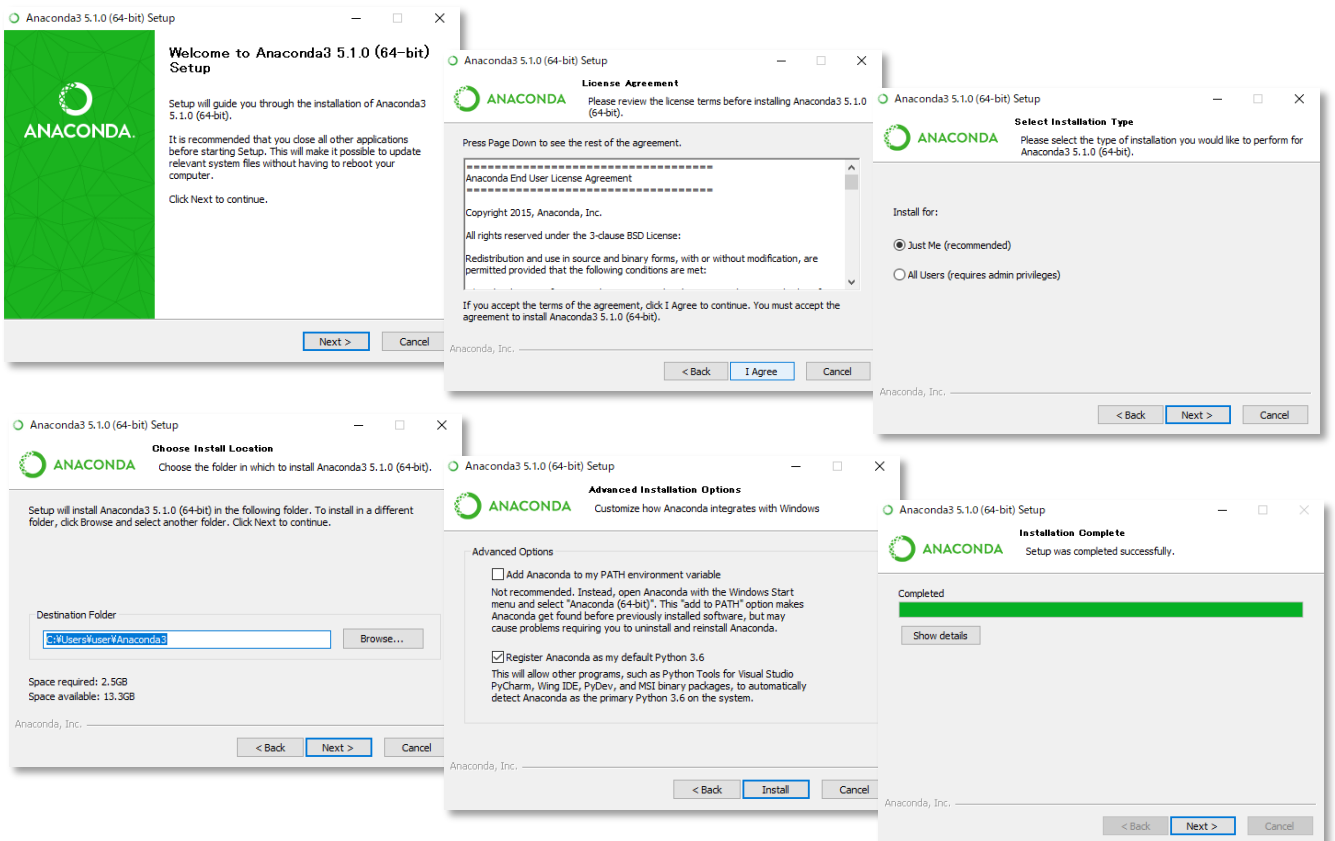 Anaconda3 5.1.0 (64-bit) Setup
ANACONDA.
Welcome to Anaconda3 5.1.0 (64-bit)
Setup
Setup will guide you through the installation of Anaconda3
5.1.0 (64-bit).
It is recommended that you close all other applications
before starting Setup. This will make it possible to update
relevant system files without having to reboot your
computer.
Click Next to continue.
Next >
Cancel
Anaconda3 5.1.0 (64-bit) Setup
ANACONDA
License Agreement
Please review the license terms before installing Anaconda3 5.1.0
(64-bit).
Press Page Down to see the rest of the agreement.
===================================
Anaconda End User License Agreement
===================================
Copyright 2015, Anaconda, Inc.
All rights reserved under the 3-clause BSD License:
Redistribution and use in source and binary forms, with or without modification, are
permitted provided that the following conditions are met:
If you accept the terms of the agreement, click I Agree to continue. You must accept the
agreement to install Anaconda3 5.1.0 (64-bit).
Anaconda, Inc.
< Back
I Agree
Cancel
Anaconda3 5.1.0 (64-bit) Setup
ANACONDA
Select Installation Type
Please select the type of installation you would like to perform for
Anaconda3 5.1.0 (64-bit).
Install for:
Just Me (recommended)
All Users (requires admin privileges)
Anaconda, Inc.
< Back
Next >
Cancel
Anaconda3 5.1.0 (64-bit) Setup
ANACONDA
Choose Install Location
Choose the folder in which to install Anaconda3 5.1.0 (64-bit).
Setup will install Anaconda3 5.1.0 (64-bit) in the following folder. To install in a different
folder, click Browse and select another folder. Click Next to continue.
Destination Folder
C:¥Users¥user¥Anaconda3
Browse...
Space required: 2.5GB
Space available: 13.3GB
Anaconda, Inc.
< Back
Next >
Cancel
Anaconda3 5.1.0 (64-bit) Setup
ANACONDA
Advanced Installation Options
Customize how Anaconda integrates with Windows
Advanced Options
Add Anaconda to my PATH environment variable
Not recommended. Instead, open Anaconda with the Windows Start
menu and select "Anaconda (64-bit)". This "add to PATH" option makes
Anaconda get found before previously installed software, but may
cause problems requiring you to uninstall and reinstall Anaconda.
Register Anaconda as my default Python 3.6
This will allow other programs, such as Python Tools for Visual Studio
PyCharm, Wing IDE, PyDev, and MSI binary packages, to automatically
detect Anaconda as the primary Python 3.6 on the system.
Anaconda, Inc.
< Back
Install
Cancel
Anaconda3 5.1.0 (64-bit) Setup
ANACONDA
Installation Complete
Setup was completed successfully.
Completed
Show details
Anaconda, Inc.
< Back
Next >
Cancel